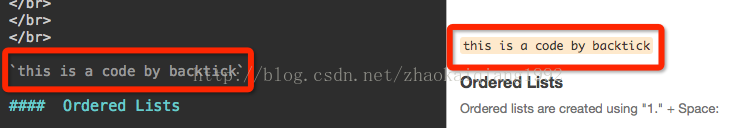 </br>
</br>
</br>
`this is a code by backtick`
#### Ordered Lists
this is a code by backtick
Ordered Lists
Ordered lists are created using "1." + Space: